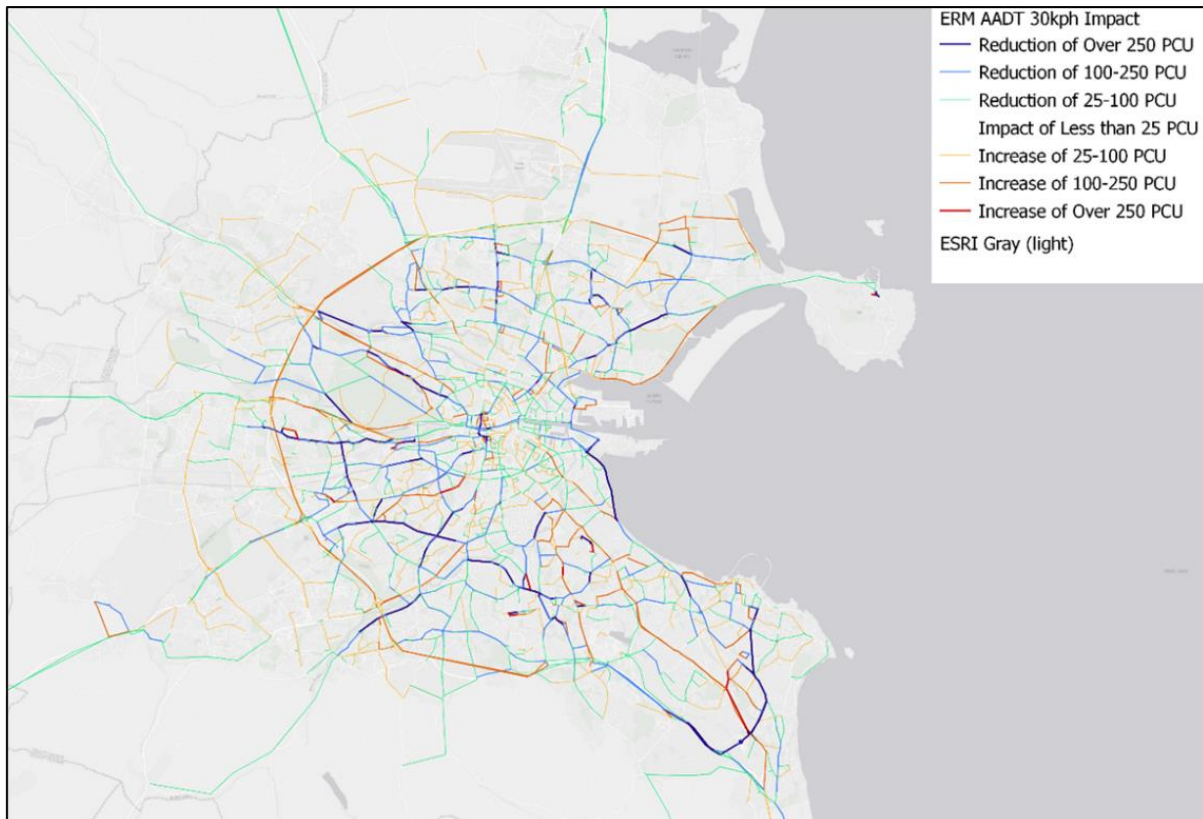 ERM AADT 30kph Impact
Reduction of Over 250 PCU
Reduction of 100-250 PCU
Reduction of 25-100 PCU
Impact of Less than 25 PCU
Increase of 25-100 PCU
Increase of 100-250 PCU
Increase of Over 250 PCU
ESRI Gray (light)